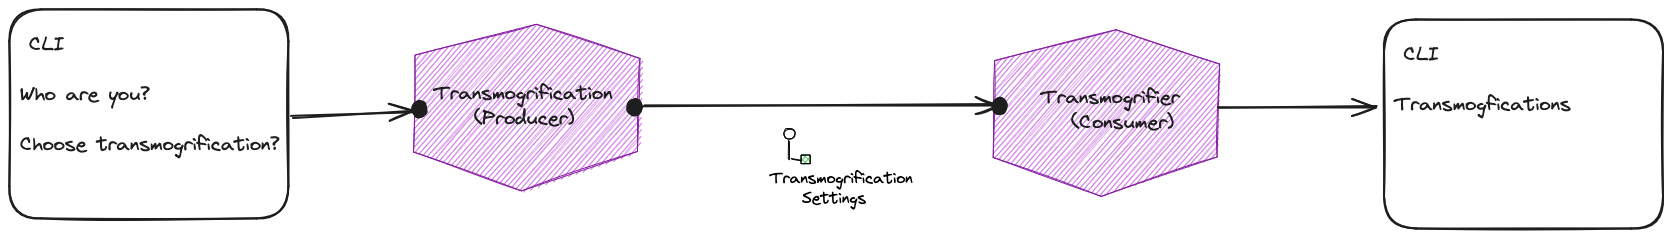 CLI
Who are you?
Choose transmogrification?
Transmogrification
(Producer)
Transmogrification
Settings
Transmogrifier
(Consumer)
CLI
Transmogfications